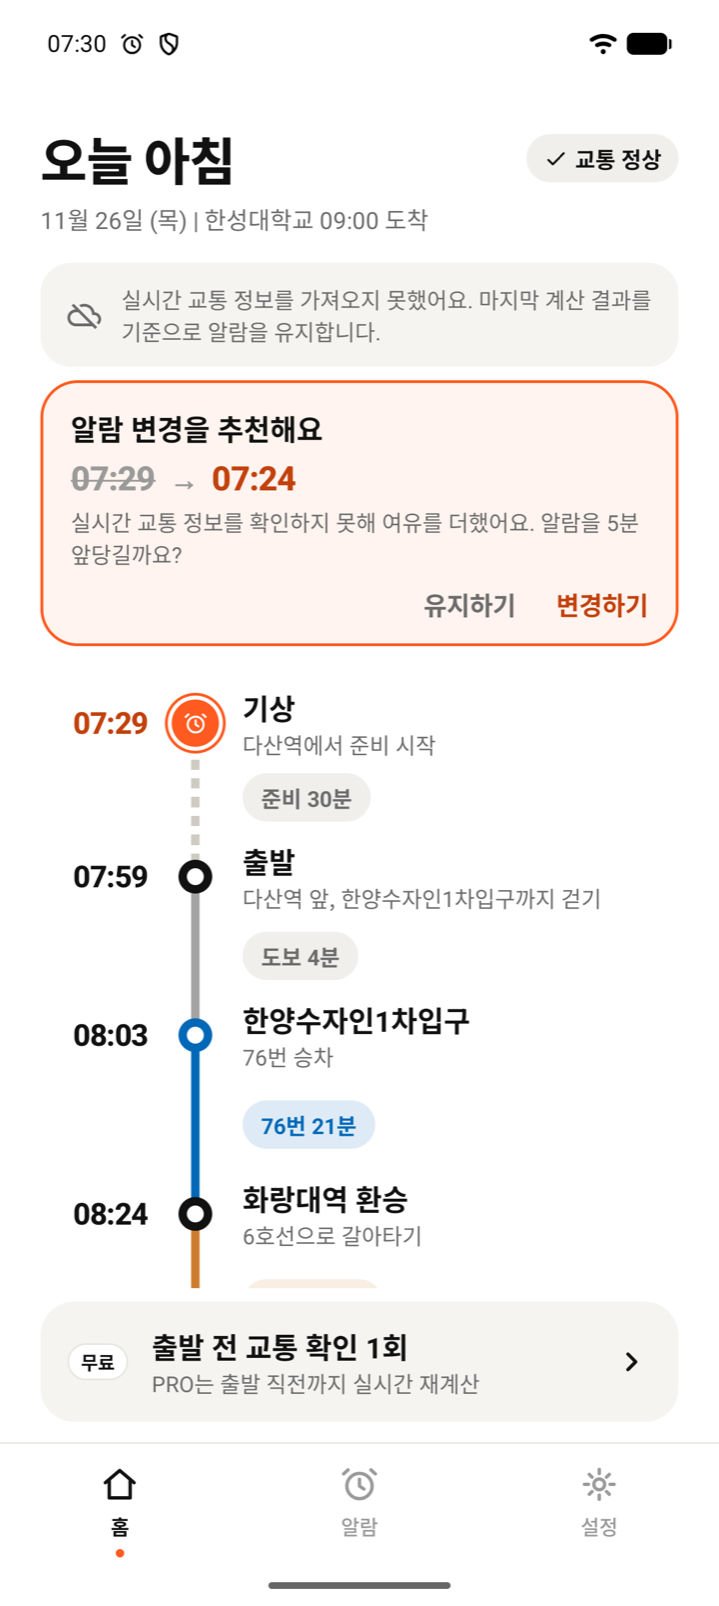 07:30
오늘 아침
교통 정상
11월 26일 (목) | 한성대학교 09:00 도착
실시간 교통 정보를 가져오지 못했어요. 마지막 계산 결과를
기준으로 알람을 유지합니다.
알람 변경을 추천해요
07:29 → 07:24
실시간 교통 정보를 확인하지 못해 여유를 더했어요. 알람을 5분
앞당길까요?
유지하기 변경하기
07:29 기상
다산역에서 준비 시작
준비 30분
07:59 출발
다산역 앞, 한양수자인1차입구까지 걷기
도보 4분
08:03 한양수자인1차입구
76번 승차
76번 21분
08:24 화랑대역 환승
6호선으로 갈아타기
무료 출발 전 교통 확인 1회
PRO는 출발 직전까지 실시간 재계산
홈 알람 설정